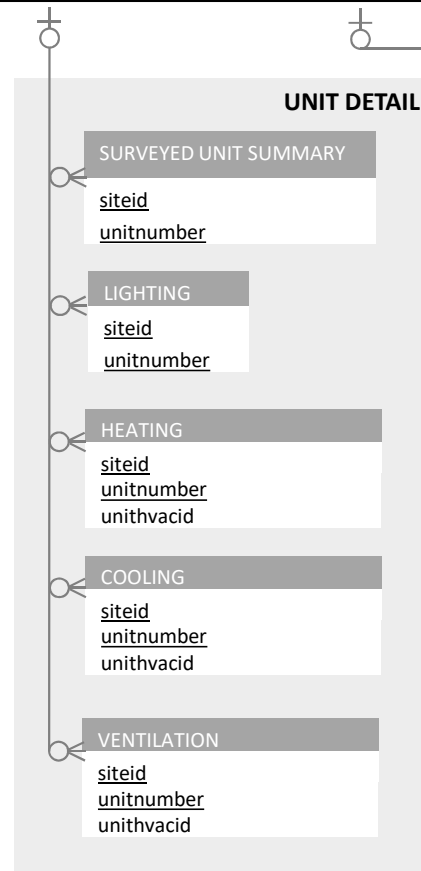 UNIT DETAIL
SURVEYED UNIT SUMMARY
siteid
unitnumber
LIGHTING
siteid
unitnumber
HEATING
siteid
unitnumber
unithvacid
COOLING
siteid
unitnumber
unithvacid
VENTILATION
siteid
unitnumber
unithvacid